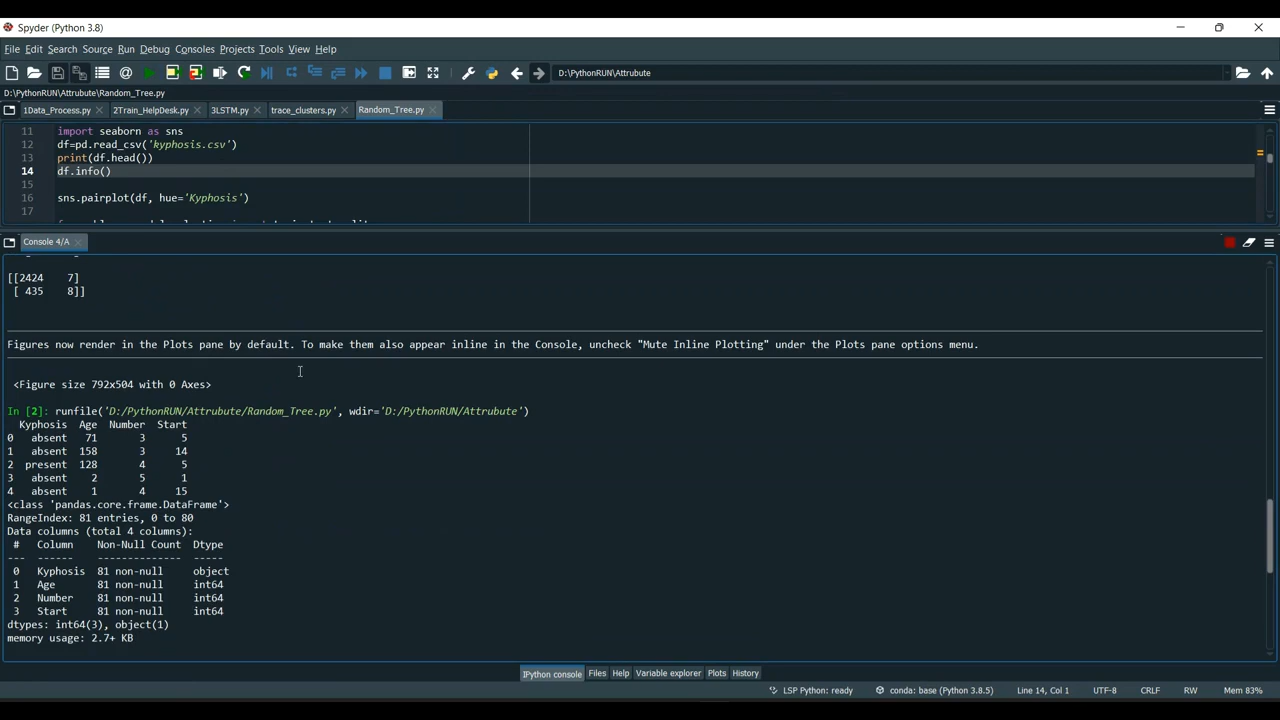 Spyder (Python 3.8)
File Edit Search Source Run Debug Consoles Projects Tools View Help
D:\PythonRUN\Attrubute
D:\PythonRUN\Attrubute\Random_Tree.py
1Data_Process.py 2Train_HelpDesk.py 3LSTM.py trace_clusters.py Random_Tree.py
11 import seaborn as sns
12 df=pd.read_csv('kyphosis.csv')
13 print(df.head())
14 df.info()
15
16 sns.pairplot(df, hue='Kyphosis')
17
Console 4/A
[[2424 7]
[ 435 8]]
Figures now render in the Plots pane by default. To make them also appear inline in the Console, uncheck "Mute Inline Plotting" under the Plots pane options menu.
<Figure size 792x504 with 0 Axes>
In [2]: runfile('D:/PythonRUN/Attrubute/Random_Tree.py', wdir='D:/PythonRUN/Attrubute')
Kyphosis Age Number Start
0 absent 71 3 5
1 absent 158 3 14
2 present 128 4 5
3 absent 2 5 1
4 absent 1 4 15
<class 'pandas.core.frame.DataFrame'>
RangeIndex: 81 entries, 0 to 80
Data columns (total 4 columns):
# Column Non-Null Count Dtype
--- ------ -------------- -----
0 Kyphosis 81 non-null object
1 Age 81 non-null int64
2 Number 81 non-null int64
3 Start 81 non-null int64
dtypes: int64(3), object(1)
memory usage: 2.7+ KB
IPython console Files Help Variable explorer Plots History
LSP Python: ready conda: base (Python 3.8.5) Line 14, Col 1 UTF-8 CRLF RW Mem 83%